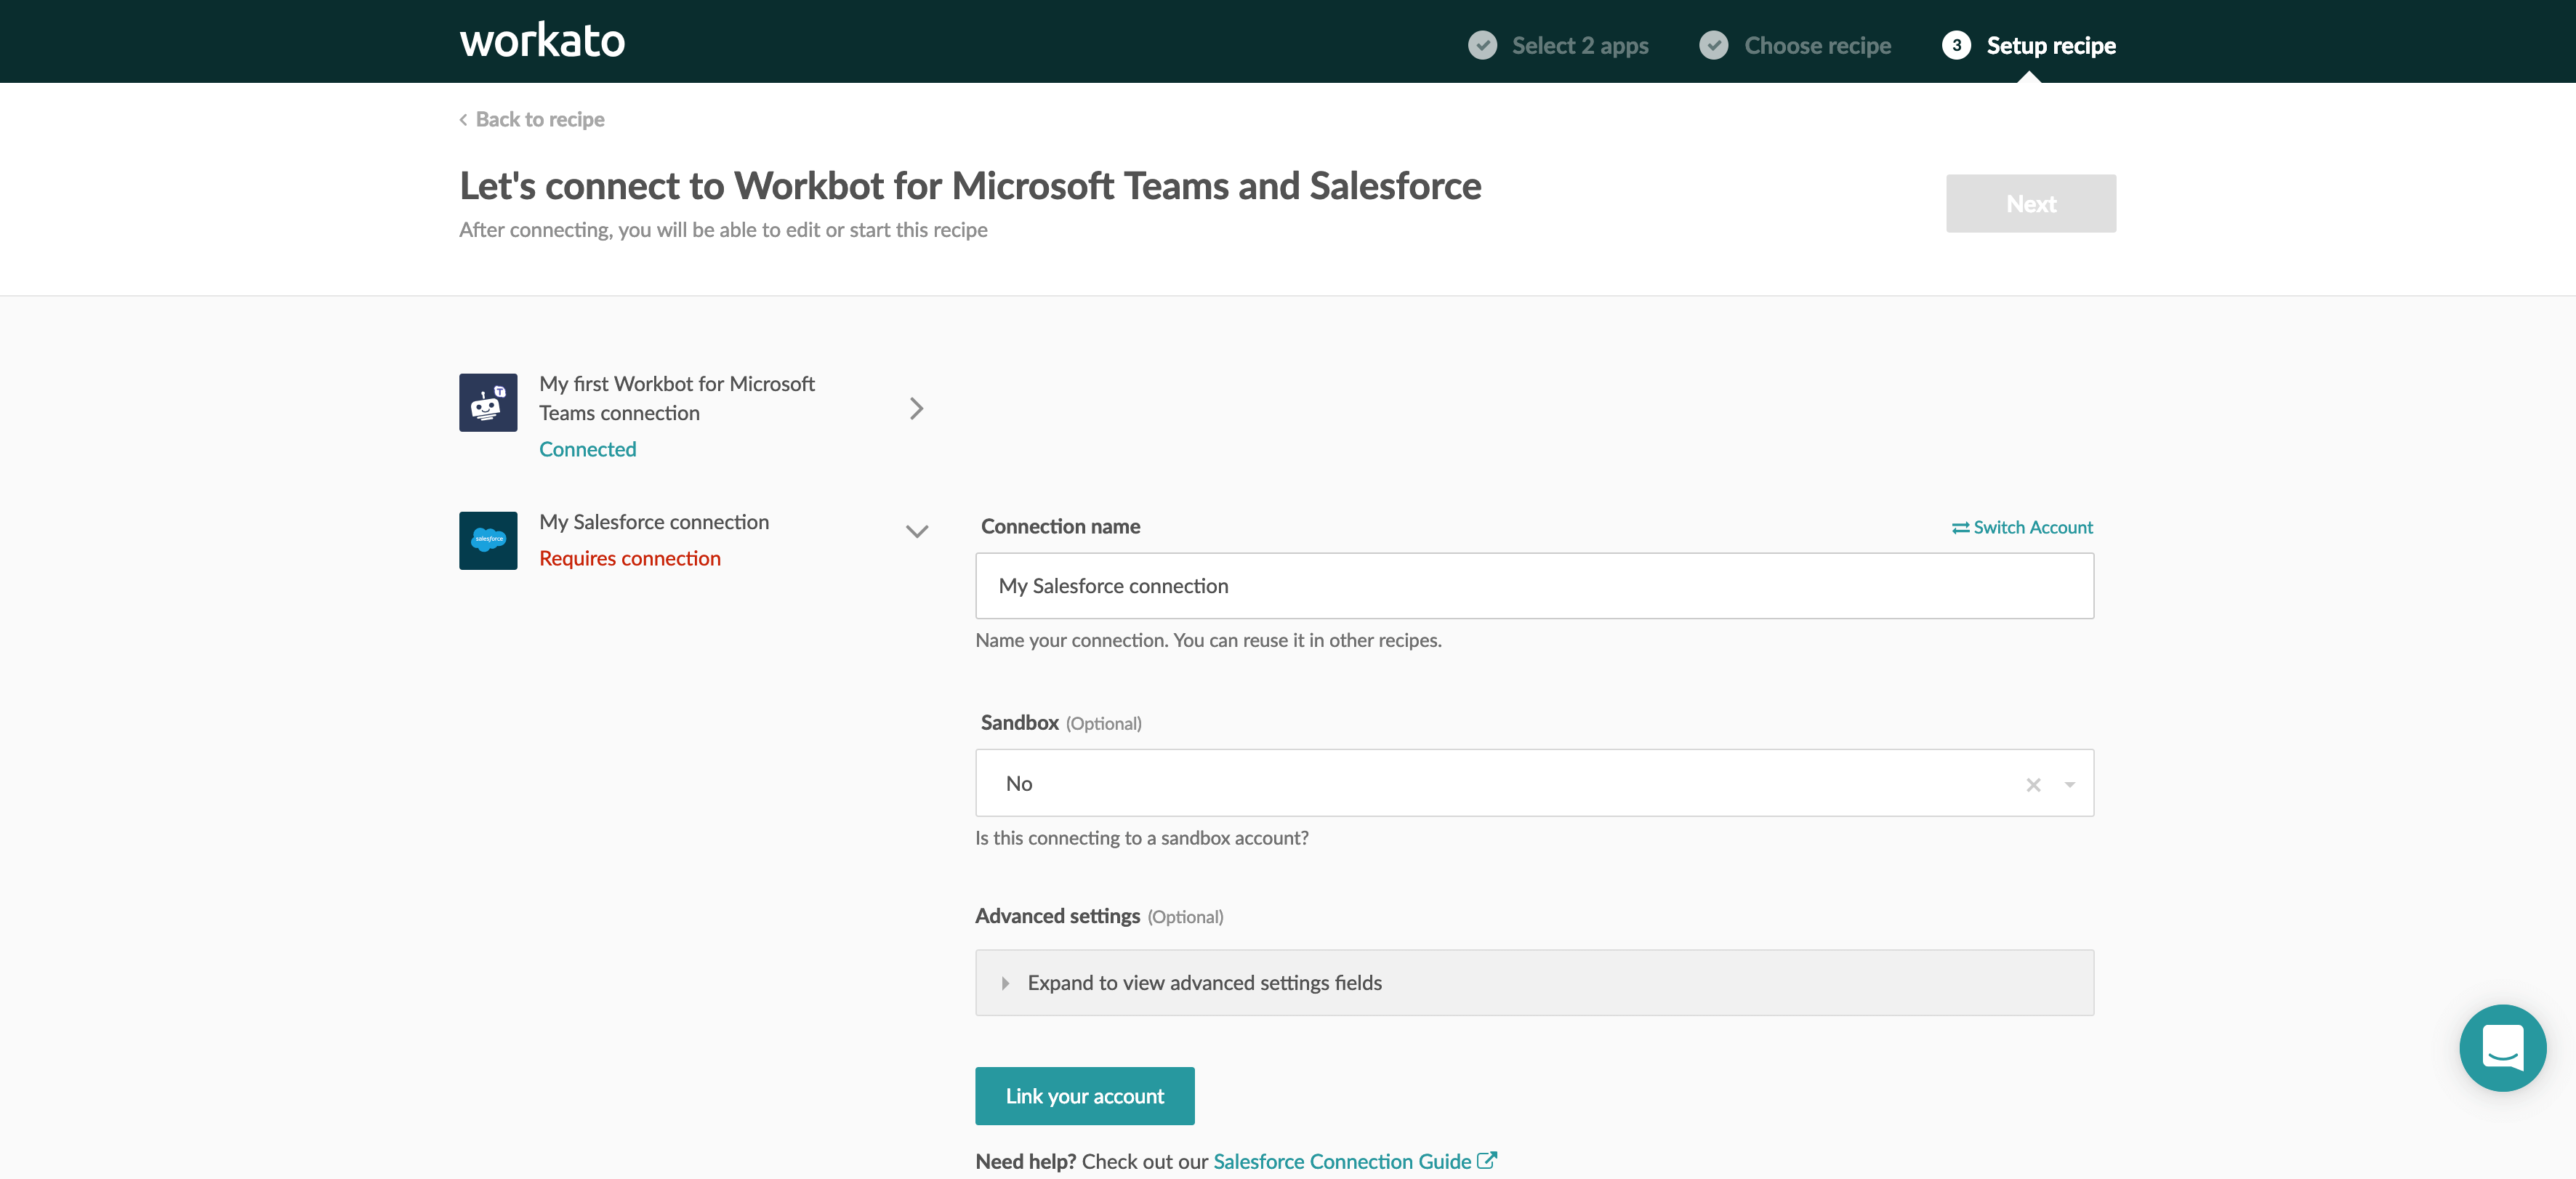 workato
Select 2 apps
Choose recipe
3 Setup recipe
Back to recipe
Let's connect to Workbot for Microsoft Teams and Salesforce
After connecting, you will be able to edit or start this recipe
Next
My first Workbot for Microsoft
Teams connection
Connected
salesforce
My Salesforce connection
Requires connection
Connection name
Switch Account
My Salesforce connection
Name your connection. You can reuse it in other recipes.
Sandbox (Optional)
No
Is this connecting to a sandbox account?
Advanced settings (Optional)
Expand to view advanced settings fields
Link your account
Need help? Check out our Salesforce Connection Guide